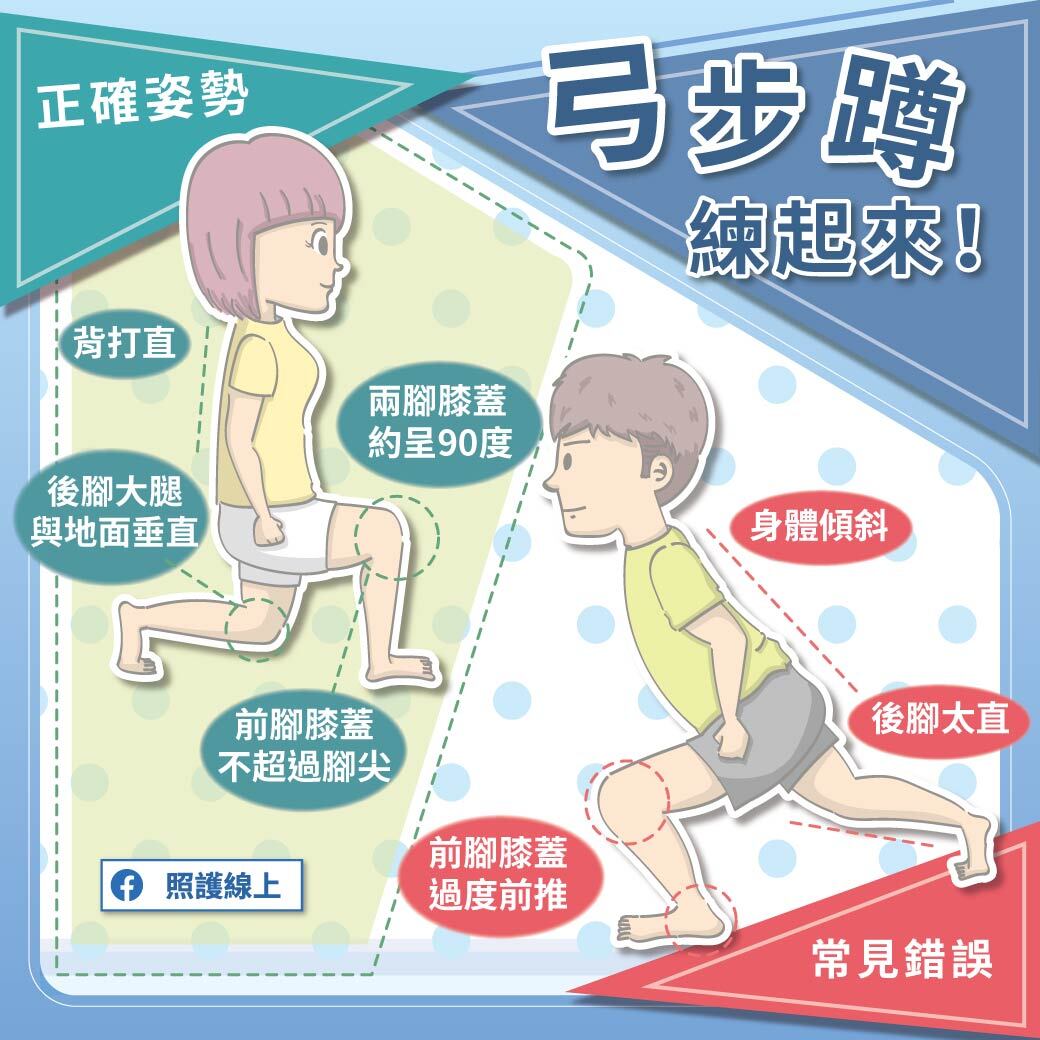 弓步蹲
練起來！
正確姿勢
背打直
兩腳膝蓋
約呈90度
後腳大腿
與地面垂直
前腳膝蓋
不超過腳尖
身體傾斜
後腳太直
前腳膝蓋
過度前推
常見錯誤
照護線上